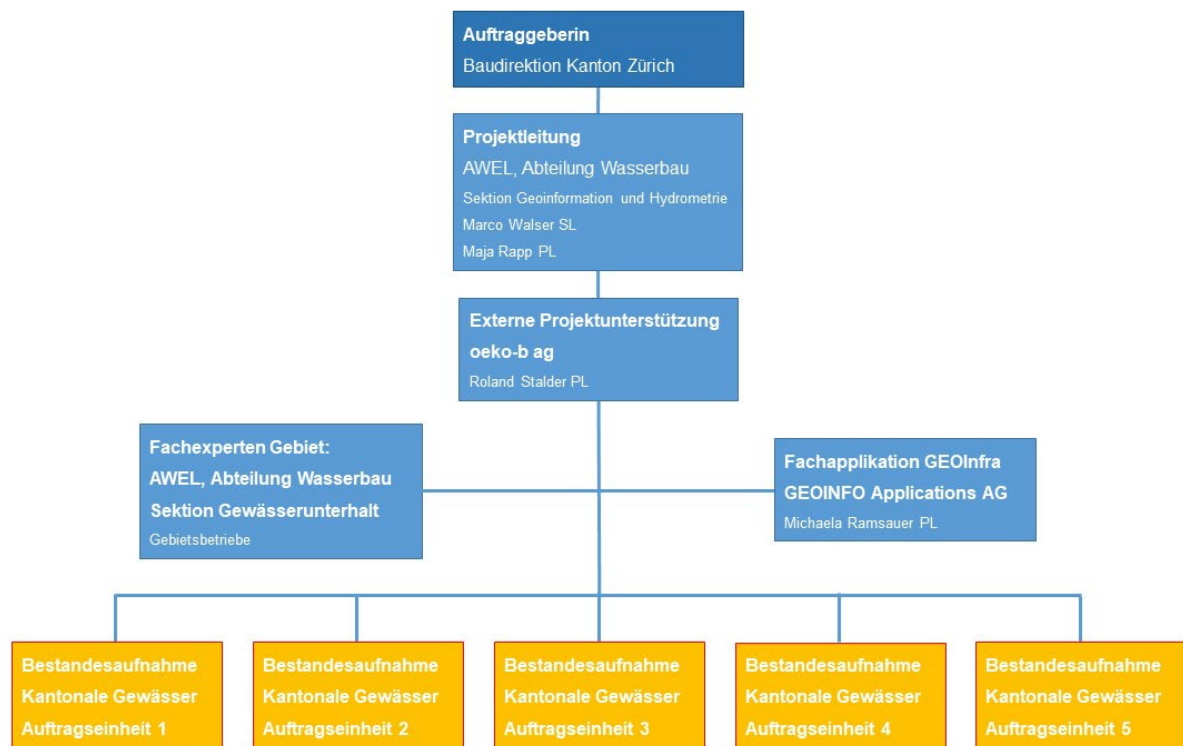 Auftraggeberin
Baudirektion Kanton Zürich
Projektleitung
AWEL, Abteilung Wasserbau
Sektion Geoinformation und Hydrometrie
Marco Walser SL
Maja Rapp PL
Externe Projektunterstützung
oeko-b ag
Roland Stalder PL
Fachexperten Gebiet:
AWEL, Abteilung Wasserbau
Sektion Gewässerunterhalt
Gebietsbetriebe
Fachapplikation GEOInfra
GEOINFO Applications AG
Michaela Ramsauer PL
Bestandesaufnahme
Kantonale Gewässer
Auftragseinheit 1
Bestandesaufnahme
Kantonale Gewässer
Auftragseinheit 2
Bestandesaufnahme
Kantonale Gewässer
Auftragseinheit 3
Bestandesaufnahme
Kantonale Gewässer
Auftragseinheit 4
Bestandesaufnahme
Kantonale Gewässer
Auftragseinheit 5